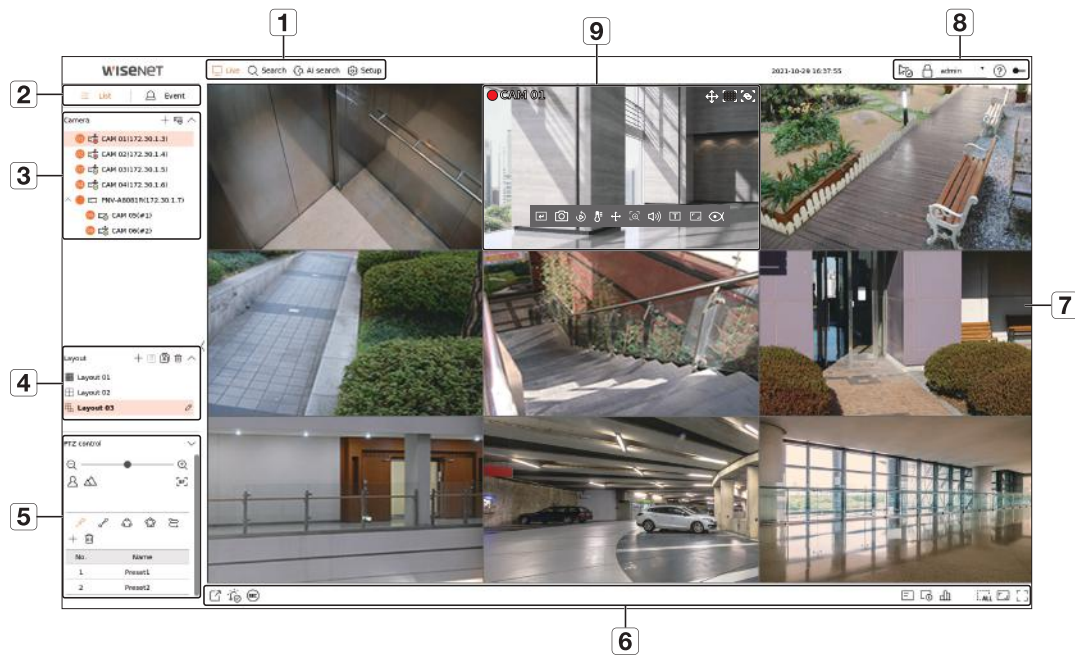 1
9
8
WISENET
Live Search AI search Setup
2021-10-29 16:37:55
admin
2
List Event
Camera
CAM 01
CAM 01(172.30.1.3)
CAM 02(172.30.1.4)
3
CAM 03(172.30.1.5)
CAM 04(172.30.1.6)
PNV-A8081R(172.30.1.7)
CAM 05(#1)
CAM 06(#2)
7
Layout
4
Layout 01
Layout 02
Layout 03
PTZ control
5
No. Name
1 Preset1
2 Preset2
REC
ALL
6